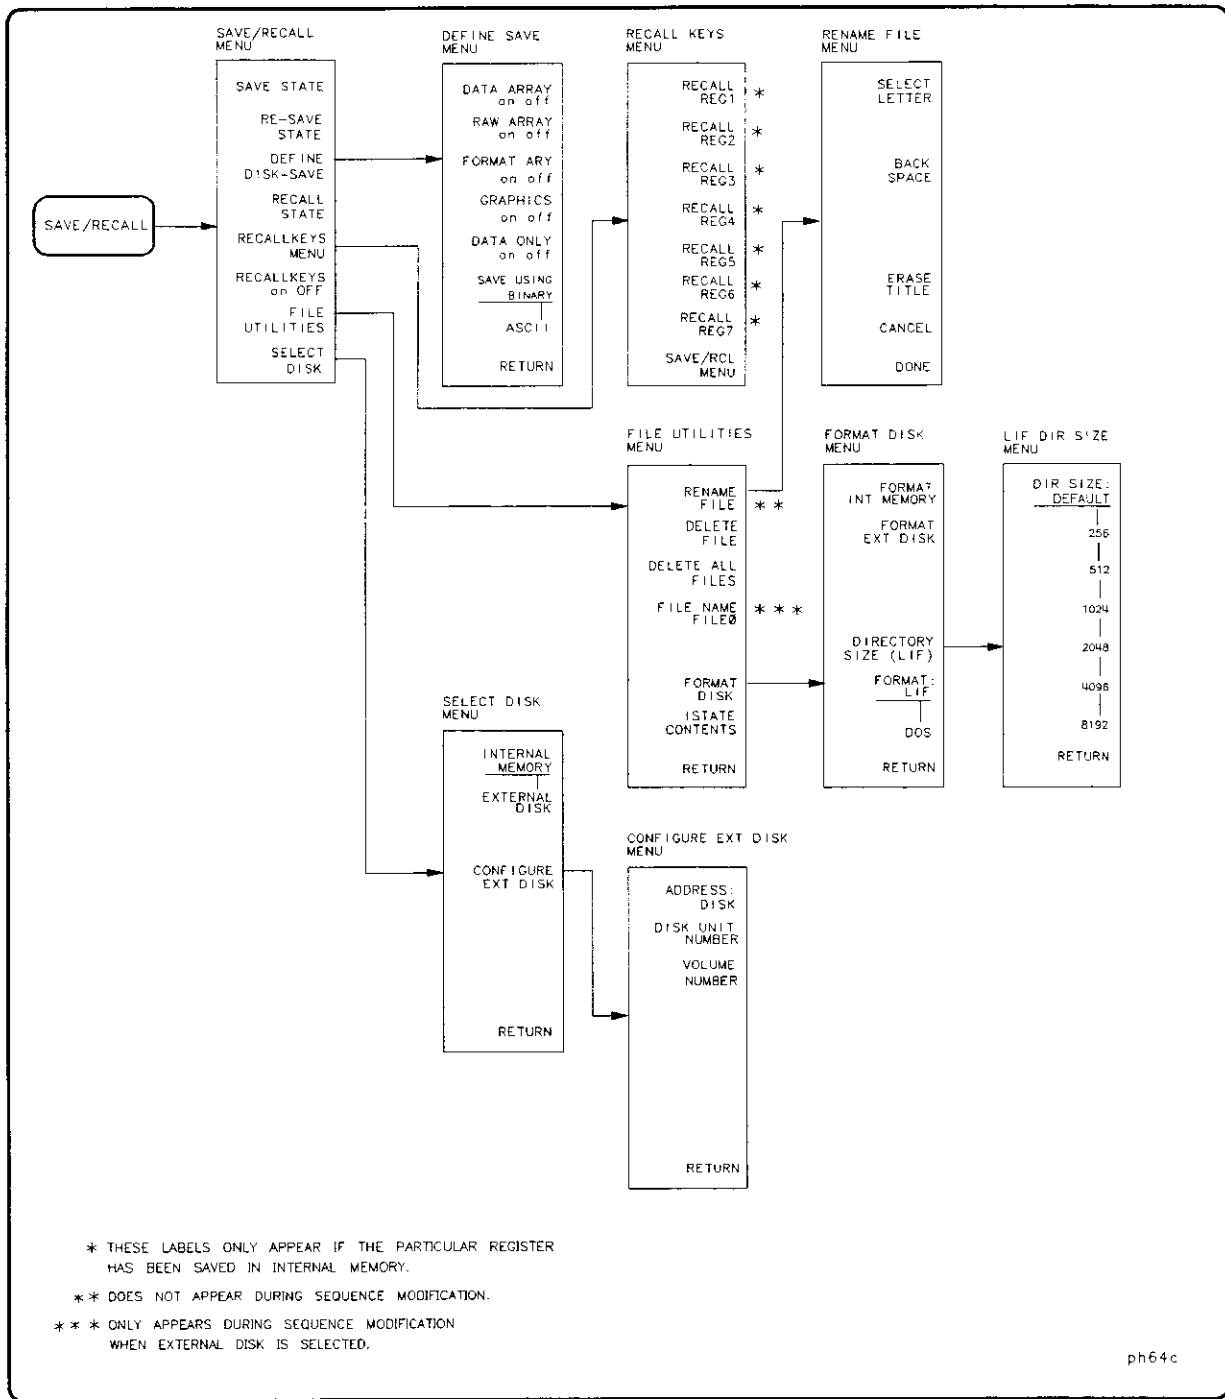 SAVE/RECALL
SAVE/RECALL
MENU
SAVE STATE
RE-SAVE
STATE
DEFINE
DISK-SAVE
RECALL
STATE
RECALLKEYS
MENU
RECALLKEYS
on OFF
FILE
UTILITIES
SELECT
DISK
DEFINE SAVE
MENU
DATA ARRAY
on off
RAW ARRAY
on off
FORMAT ARY
on off
GRAPHICS
on off
DATA ONLY
on off
SAVE USING
BINARY
ASCII
RETURN
RECALL KEYS
MENU
RECALL
REG1 *
RECALL
REG2 *
RECALL
REG3 *
RECALL
REG4 *
RECALL
REG5 *
RECALL
REG6 *
RECALL
REG7 *
SAVE/RCL
MENU
RENAME FILE
MENU
SELECT
LETTER
BACK
SPACE
ERASE
TITLE
CANCEL
DONE
FILE UTILITIES
MENU
RENAME
FILE * *
DELETE
FILE
DELETE ALL
FILES
FILE NAME * * *
FILE0
FORMAT
DISK
ISTATE
CONTENTS
RETURN
FORMAT DISK
MENU
FORMAT
INT MEMORY
FORMAT
EXT DISK
DIRECTORY
SIZE (LIF)
FORMAT:
LIF
DOS
RETURN
LIF DIR SIZE
MENU
DIR SIZE:
DEFAULT
256
512
1024
2048
4096
8192
RETURN
SELECT DISK
MENU
INTERNAL
MEMORY
EXTERNAL
DISK
CONFIGURE
EXT DISK
RETURN
CONFIGURE EXT DISK
MENU
ADDRESS:
DISK
DISK UNIT
NUMBER
VOLUME
NUMBER
RETURN
* THESE LABELS ONLY APPEAR IF THE PARTICULAR REGISTER
HAS BEEN SAVED IN INTERNAL MEMORY.
* * DOES NOT APPEAR DURING SEQUENCE MODIFICATION.
* * * ONLY APPEARS DURING SEQUENCE MODIFICATION
WHEN EXTERNAL DISK IS SELECTED.
ph64c